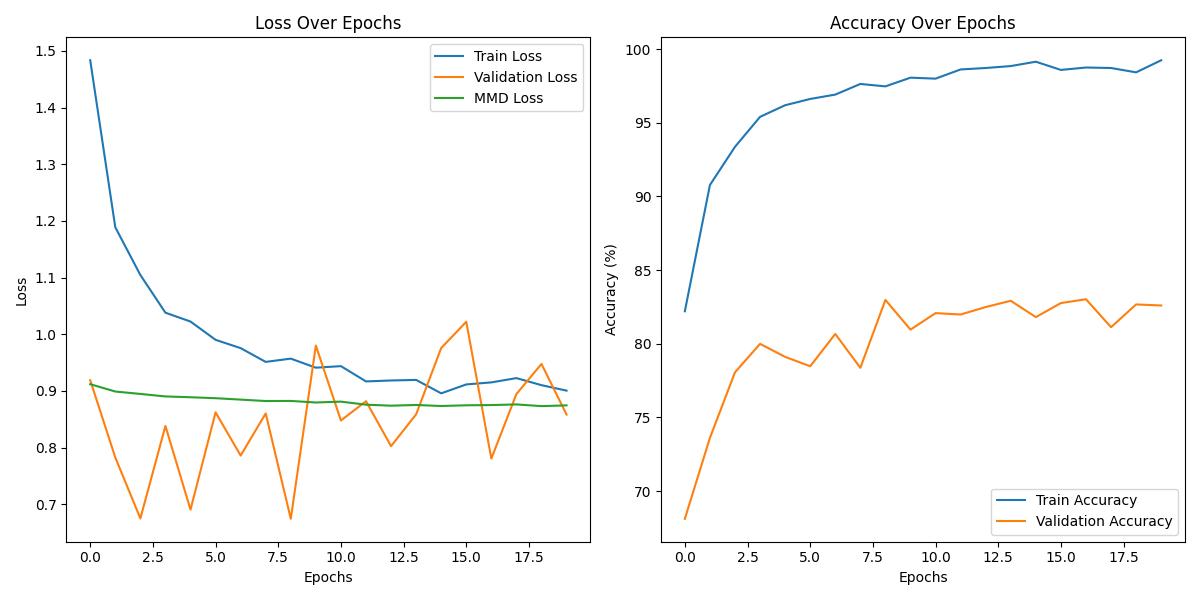 Loss Over Epochs
1.5
1.4
1.3
1.2
1.1
1.0
0.9
0.8
0.7
Loss
Train Loss
Validation Loss
MMD Loss
0.0 2.5 5.0 7.5 10.0 12.5 15.0 17.5
Epochs
Accuracy Over Epochs
100
95
90
85
80
75
70
Accuracy (%)
Train Accuracy
Validation Accuracy
0.0 2.5 5.0 7.5 10.0 12.5 15.0 17.5
Epochs